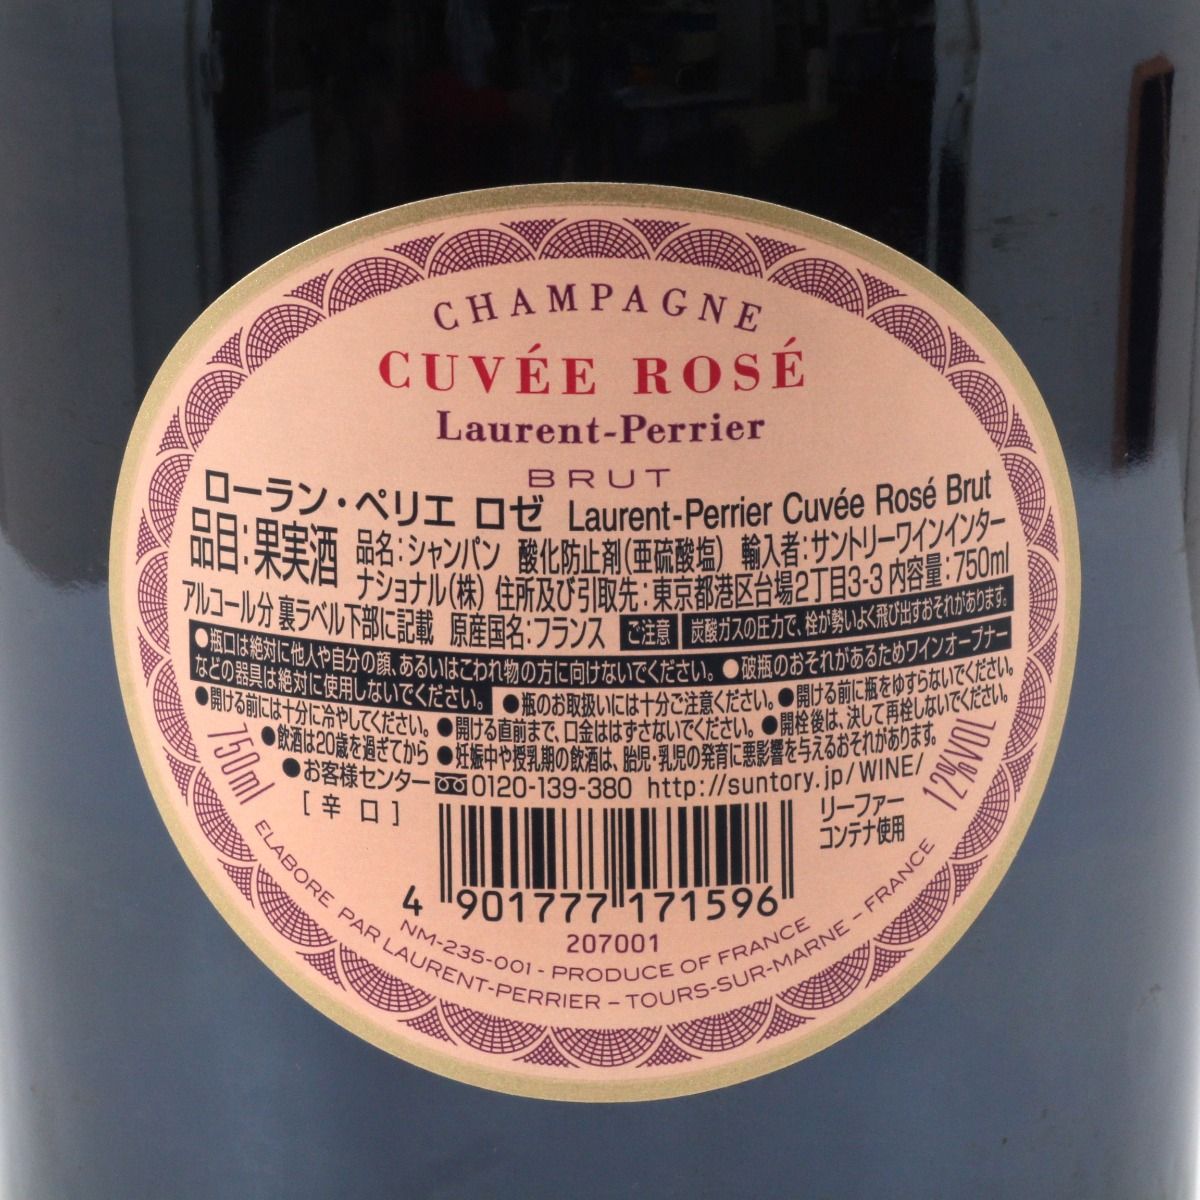 CHAMPAGNE
CUVÉE ROSÉ
Laurent-Perrier
BRUT
ローラン・ペリエ ロゼ Laurent-Perrier Cuvée Rosé Brut
品目:果実酒 品名:シャンパン 酸化防止剤(亜硫酸塩) 輸入者:サントリーワインインター
ナショナル(株) 住所及び引取先:東京都港区台場2丁目3-3 内容量:750ml
アルコール分 裏ラベル下部に記載 原産国名:フランス ご注意 炭酸ガスの圧力で、栓が勢いよく飛び出すおそれがあります。
●瓶口は絶対に他人や自分の顔、あるいはこわれ物の方に向けないでください。●破瓶のおそれがあるためワインオープナー
などの器具は絶対に使用しないでください。●瓶のお取扱いには十分ご注意ください。●開ける前に瓶をゆすらないでください。
●開ける前には十分に冷やしてください。●開ける直前まで、口金ははずさないでください。●開栓後は、決して再栓しないでください。
●飲酒は20歳を過ぎてから ●妊娠中や授乳期の飲酒は、胎児・乳児の発育に悪影響を与えるおそれがあります。
●お客様センター 0120-139-380 http://suntory.jp/WINE/
[辛口]
リーファー
コンテナ使用
750ml
12%VOL
4 901777 171596
207001
NM-235-001 - PRODUCE OF FRANCE
ELABORE PAR LAURENT-PERRIER – TOURS-SUR-MARNE – FRANCE